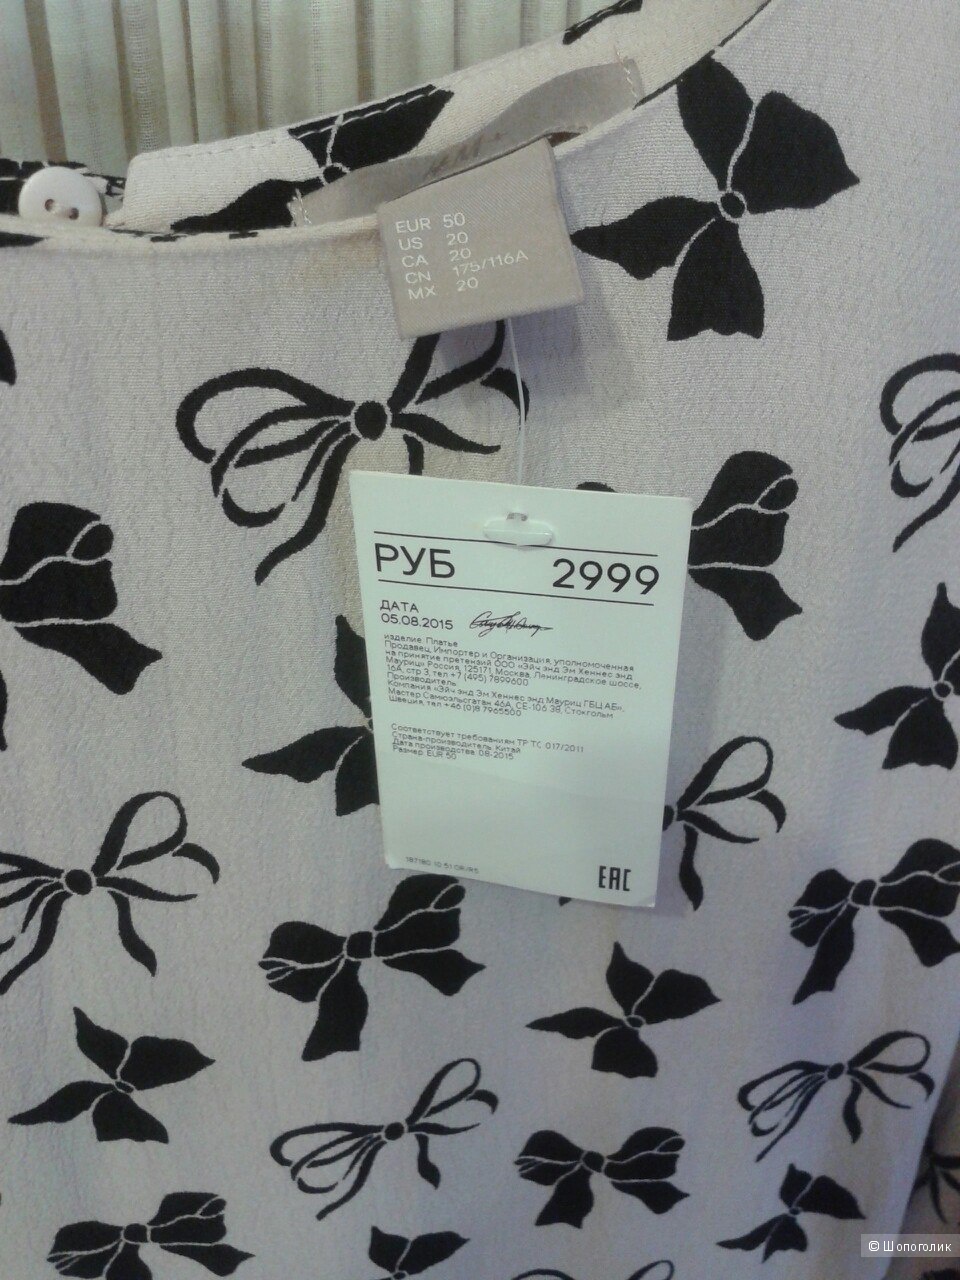 H&M
EUR 50
US 20
CA 20
CN 175/116A
MX 20
РУБ 2999
ДАТА
05.08.2015
изделие: Платье
Продавец, Импортер и Организация, уполномоченная
на принятие претензий ООО «Эйч энд Эм Хеннес энд
Мауриц» Россия, 125171, Москва, Ленинградское шоссе,
16А, стр 3, тел +7 (495) 7899600
Производитель:
Компания «Эйч энд Эм Хеннес энд Мауриц ГБЦ АБ»,
Мастер Самюэльсгатан 46А, СЕ-106 38, Стокгольм
Швеция, тел +46 (0)8 7965500
Соответствует требованиям ТР ТС 017/2011
Страна-производитель: Китай
Дата производства: 08-2015
Размер: EUR 50
EAC
© Шопоголик